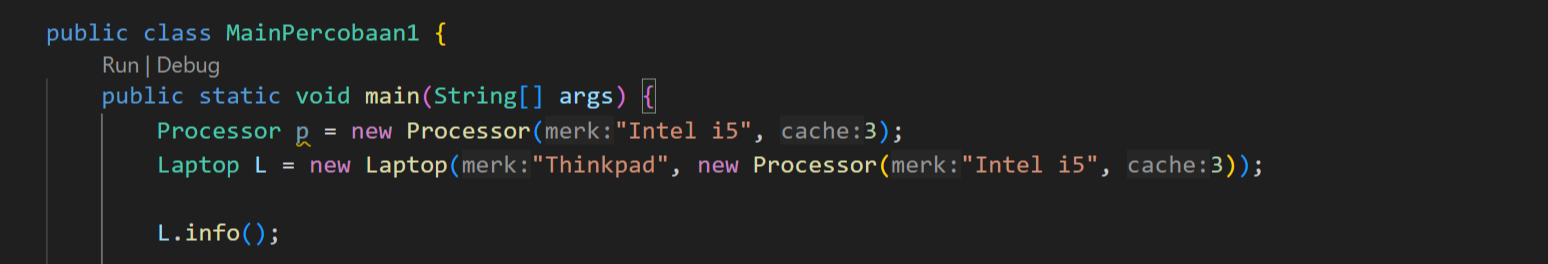 public class MainPercobaan1 {
Run | Debug
public static void main(String[] args) {
Processor p = new Processor(merk:"Intel i5", cache:3);
Laptop L = new Laptop(merk:"Thinkpad", new Processor(merk:"Intel i5", cache:3));
L.info();